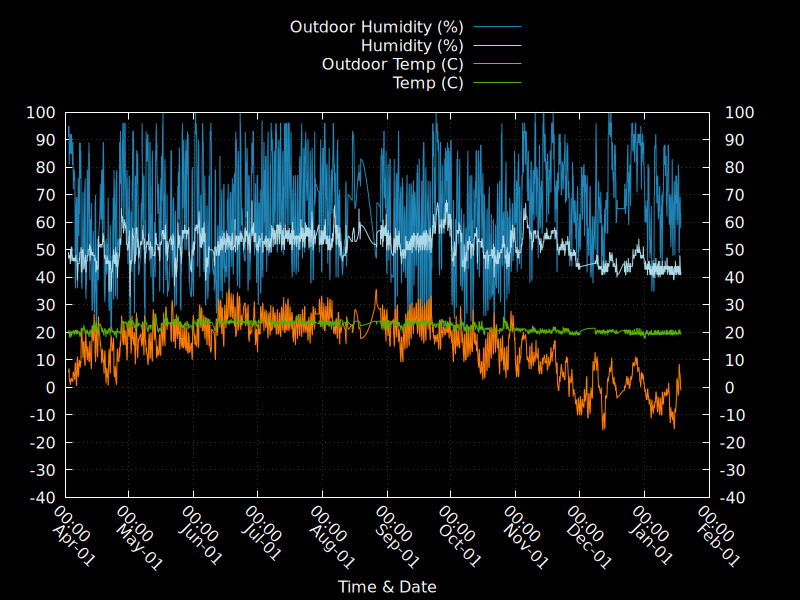 Outdoor Humidity (%)
Humidity (%)
Outdoor Temp (C)
Temp (C)
100 100
90 90
80 80
70 70
60 60
50 50
40 40
30 30
20 20
10 10
0 0
-10 -10
-20 -20
-30 -30
-40 -40
00:00 Apr-01
00:00 May-01
00:00 Jun-01
00:00 Jul-01
00:00 Aug-01
00:00 Sep-01
00:00 Oct-01
00:00 Nov-01
00:00 Dec-01
00:00 Jan-01
00:00 Feb-01
Time & Date